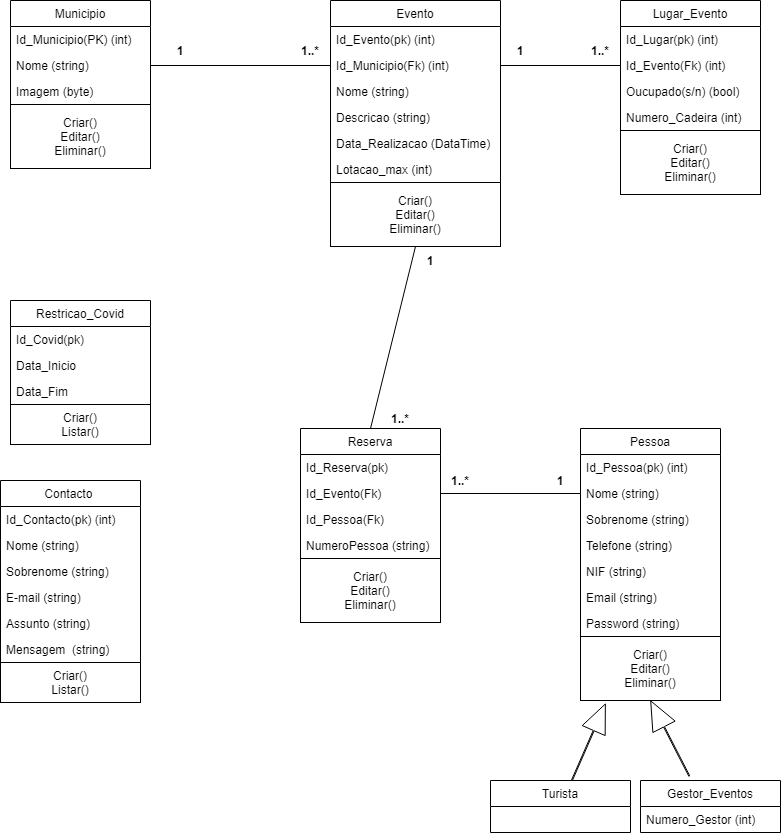 Municipio
Id_Municipio(PK) (int)
Nome (string)
Imagem (byte)
Criar()
Editar()
Eliminar()
1
1..*
Evento
Id_Evento(pk) (int)
Id_Municipio(Fk) (int)
Nome (string)
Descricao (string)
Data_Realizacao (DataTime)
Lotacao_max (int)
Criar()
Editar()
Eliminar()
1
1..*
Lugar_Evento
Id_Lugar(pk) (int)
Id_Evento(Fk) (int)
Oucupado(s/n) (bool)
Numero_Cadeira (int)
Criar()
Editar()
Eliminar()
1
1..*
Restricao_Covid
Id_Covid(pk)
Data_Inicio
Data_Fim
Criar()
Listar()
Contacto
Id_Contacto(pk) (int)
Nome (string)
Sobrenome (string)
E-mail (string)
Assunto (string)
Mensagem  (string)
Criar()
Listar()
Reserva
Id_Reserva(pk)
Id_Evento(Fk)
Id_Pessoa(Fk)
NumeroPessoa (string)
Criar()
Editar()
Eliminar()
1..*
1
Pessoa
Id_Pessoa(pk) (int)
Nome (string)
Sobrenome (string)
Telefone (string)
NIF (string)
Email (string)
Password (string)
Criar()
Editar()
Eliminar()
Turista
Gestor_Eventos
Numero_Gestor (int)